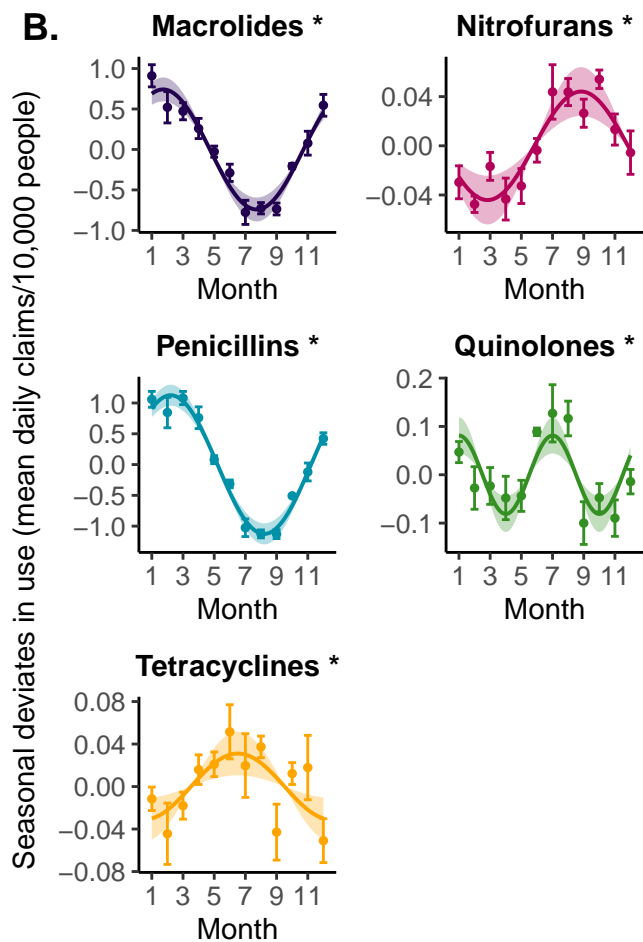 B.
Seasonal deviates in use (mean daily claims/10,000 people)
Macrolides *
1.0
0.5
0.0
−0.5
−1.0
1 3 5 7 9 11
Month
Nitrofurans *
0.04
0.00
−0.04
1 3 5 7 9 11
Month
Penicillins *
1.0
0.5
0.0
−0.5
−1.0
1 3 5 7 9 11
Month
Quinolones *
0.2
0.1
0.0
−0.1
1 3 5 7 9 11
Month
Tetracyclines *
0.08
0.04
0.00
−0.04
−0.08
1 3 5 7 9 11
Month